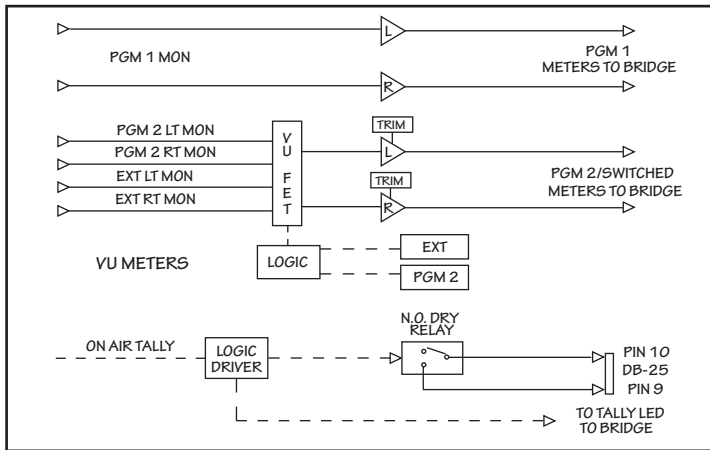 L
PGM 1 MON
PGM 1
METERS TO BRIDGE
R
PGM 2 LT MON
PGM 2 RT MON
EXT LT MON
EXT RT MON
VU FET
TRIM
L
TRIM
R
PGM 2/SWITCHED
METERS TO BRIDGE
VU METERS
LOGIC
EXT
PGM 2
N.O. DRY
RELAY
ON AIR TALLY
LOGIC
DRIVER
PIN 10
DB-25
PIN 9
TO TALLY LED
TO BRIDGE